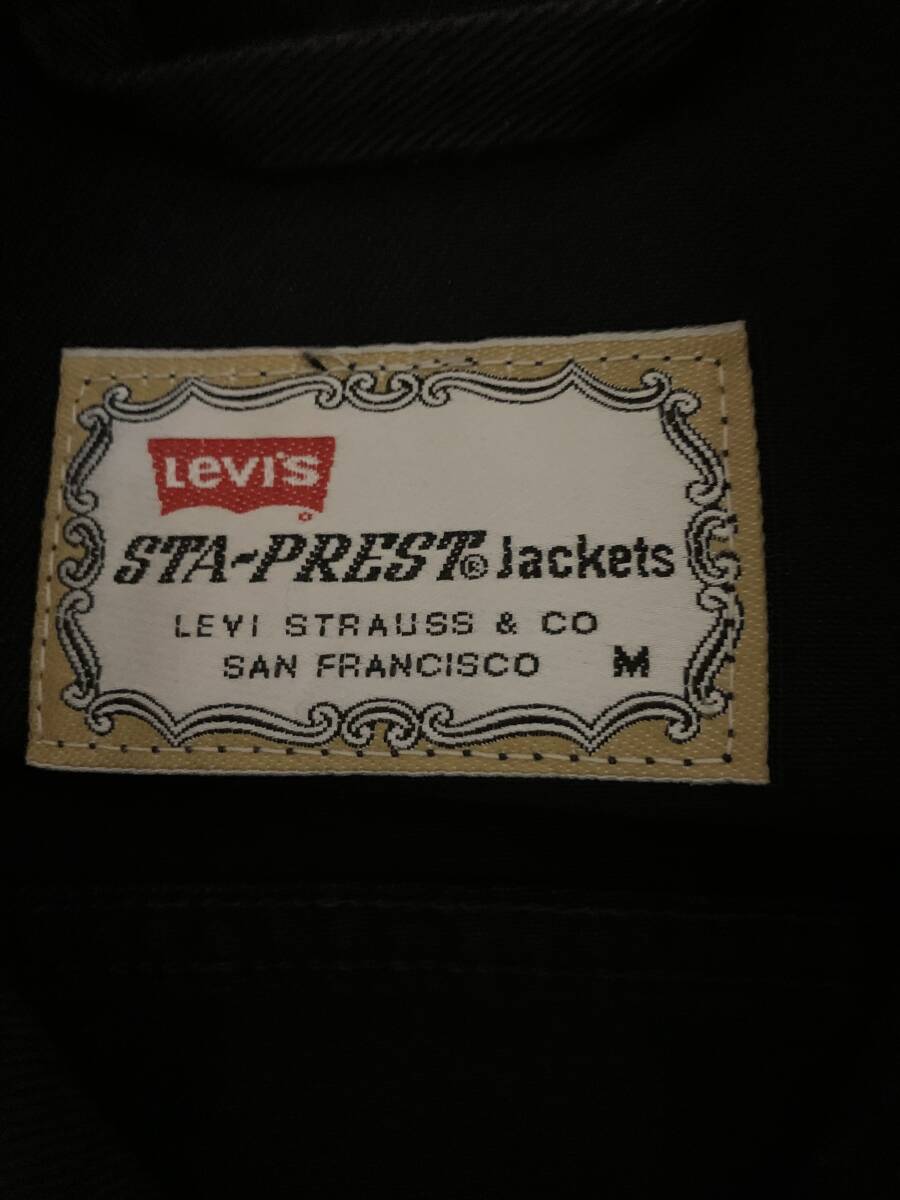 LEVI'S ®
STA-PREST® Jackets
LEVI STRAUSS & CO
SAN FRANCISCO M